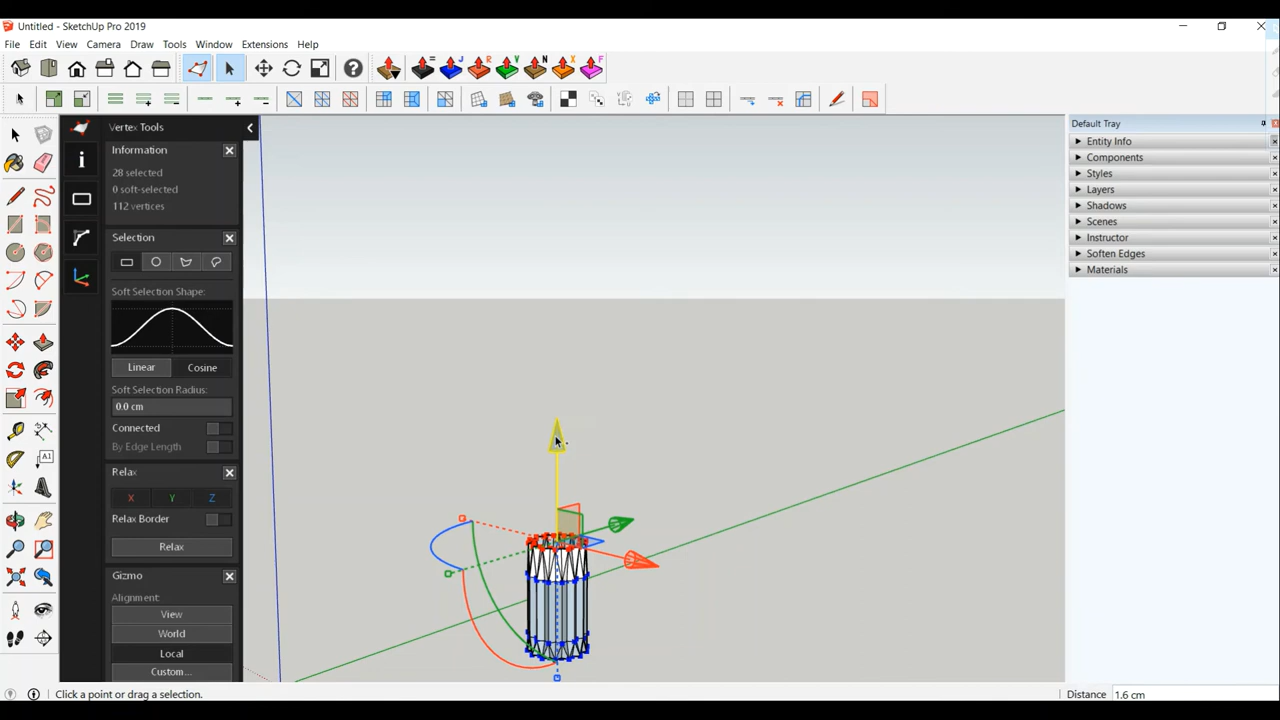 Untitled - SketchUp Pro 2019
File Edit View Camera Draw Tools Window Extensions Help
= J R V N X F
Vertex Tools
Default Tray
Information
28 selected
0 soft-selected
112 vertices
Entity Info
Components
Styles
Layers
Shadows
Scenes
Instructor
Soften Edges
Materials
Selection
Soft Selection Shape:
Linear Cosine
Soft Selection Radius:
0.0 cm
Connected
By Edge Length
Relax
X Y Z
Relax Border
Relax
Gizmo
Alignment:
View
World
Local
Custom...
Click a point or drag a selection.
Distance 1.6 cm